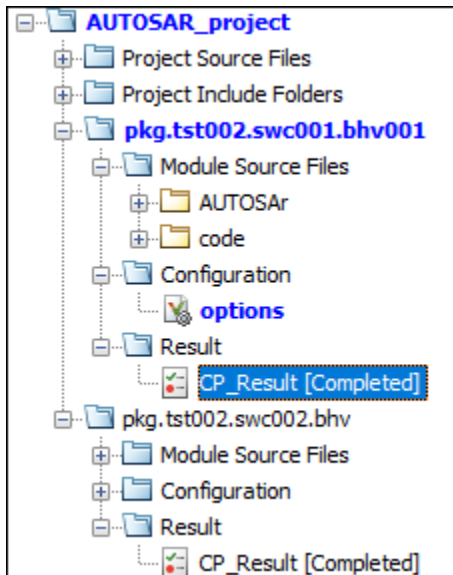 AUTOSAR_project
Project Source Files
Project Include Folders
pkg.tst002.swc001.bhv001
Module Source Files
AUTOSAr
code
Configuration
options
Result
CP_Result [Completed]
pkg.tst002.swc002.bhv
Module Source Files
Configuration
Result
CP_Result [Completed]